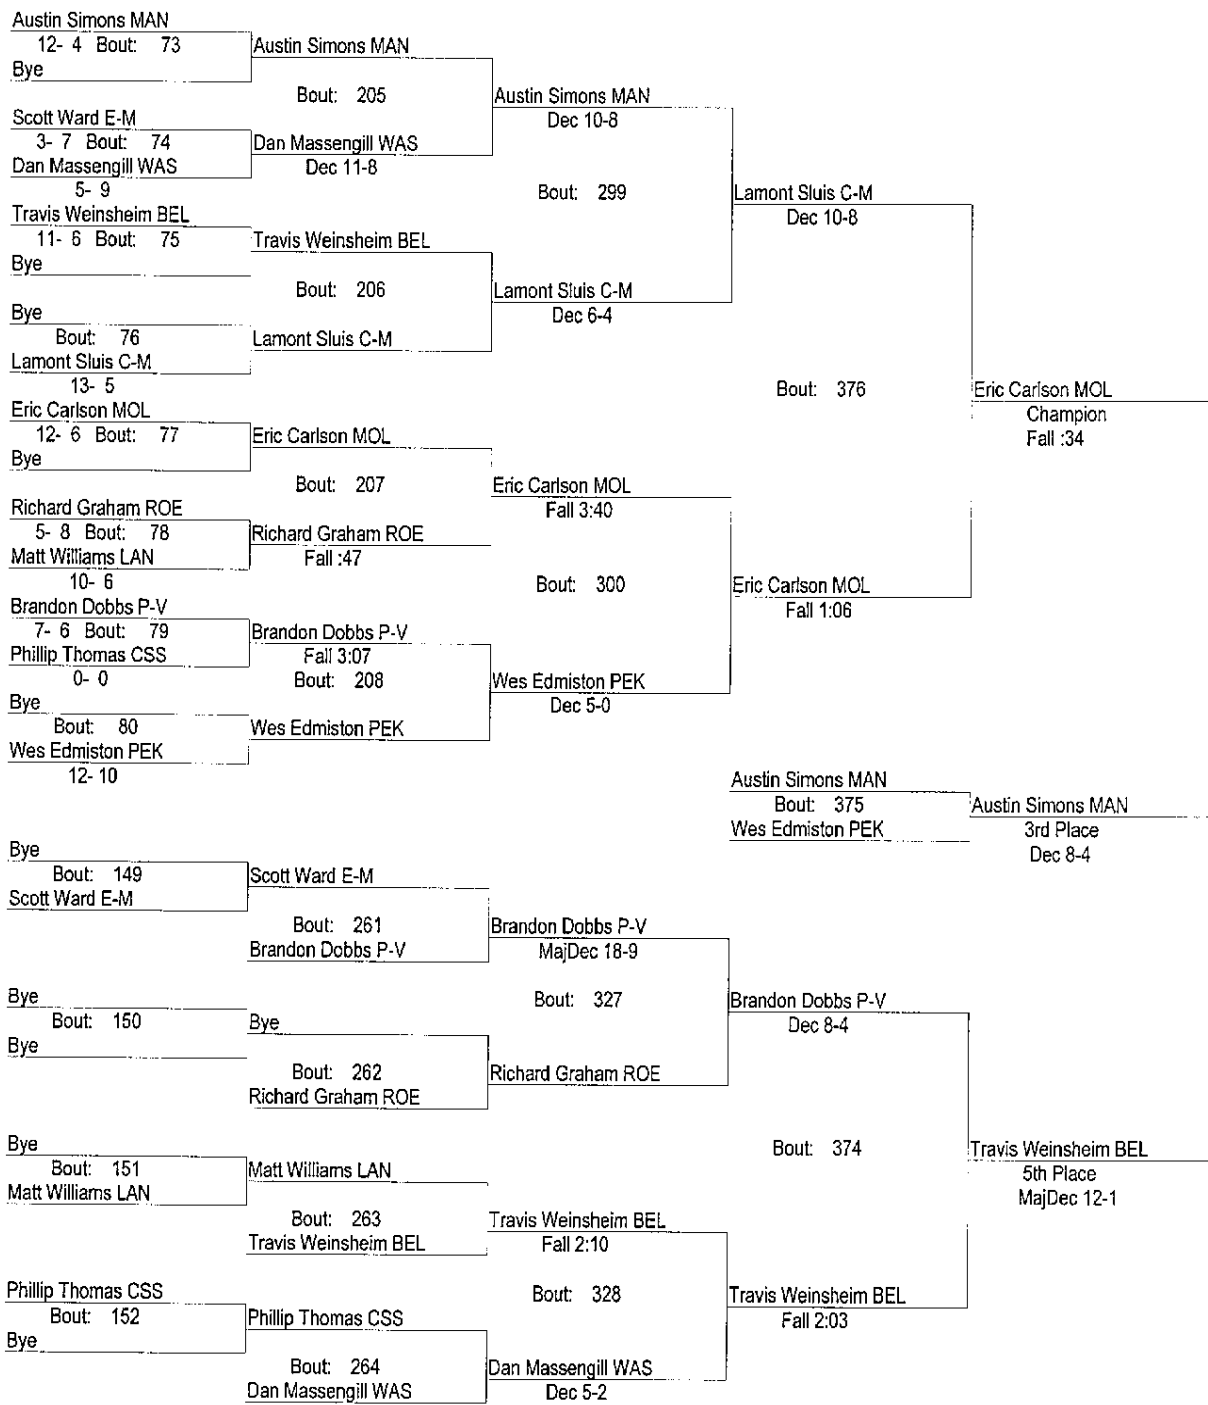 Austin Simons MAN
12- 4 Bout: 73
Bye
Austin Simons MAN
Bout: 205
Scott Ward E-M
3- 7 Bout: 74
Dan Massengill WAS
5- 9
Dan Massengill WAS
Dec 11-8
Austin Simons MAN
Dec 10-8
Bout: 299
Travis Weinsheim BEL
11- 6 Bout: 75
Bye
Travis Weinsheim BEL
Bout: 206
Bye
Bout: 76
Lamont Sluis C-M
13- 5
Lamont Sluis C-M
Lamont Sluis C-M
Dec 6-4
Lamont Sluis C-M
Dec 10-8
Bout: 376
Eric Carlson MOL
Champion
Fall :34
Eric Carlson MOL
12- 6 Bout: 77
Bye
Eric Carlson MOL
Bout: 207
Richard Graham ROE
5- 8 Bout: 78
Matt Williams LAN
10- 6
Richard Graham ROE
Fall :47
Eric Carlson MOL
Fall 3:40
Bout: 300
Eric Carlson MOL
Fall 1:06
Brandon Dobbs P-V
7- 6 Bout: 79
Phillip Thomas CSS
0- 0
Brandon Dobbs P-V
Fall 3:07
Bout: 208
Bye
Bout: 80
Wes Edmiston PEK
12- 10
Wes Edmiston PEK
Wes Edmiston PEK
Dec 5-0
Austin Simons MAN
Bout: 375
Wes Edmiston PEK
Austin Simons MAN
3rd Place
Dec 8-4
Bye
Bout: 149
Scott Ward E-M
Scott Ward E-M
Bout: 261
Brandon Dobbs P-V
Brandon Dobbs P-V
MajDec 18-9
Bout: 327
Bye
Bout: 150
Bye
Bye
Bout: 262
Richard Graham ROE
Richard Graham ROE
Brandon Dobbs P-V
Dec 8-4
Bout: 374
Travis Weinsheim BEL
5th Place
MajDec 12-1
Bye
Bout: 151
Matt Williams LAN
Matt Williams LAN
Bout: 263
Travis Weinsheim BEL
Travis Weinsheim BEL
Fall 2:10
Bout: 328
Travis Weinsheim BEL
Fall 2:03
Phillip Thomas CSS
Bout: 152
Bye
Phillip Thomas CSS
Bout: 264
Dan Massengill WAS
Dan Massengill WAS
Dec 5-2